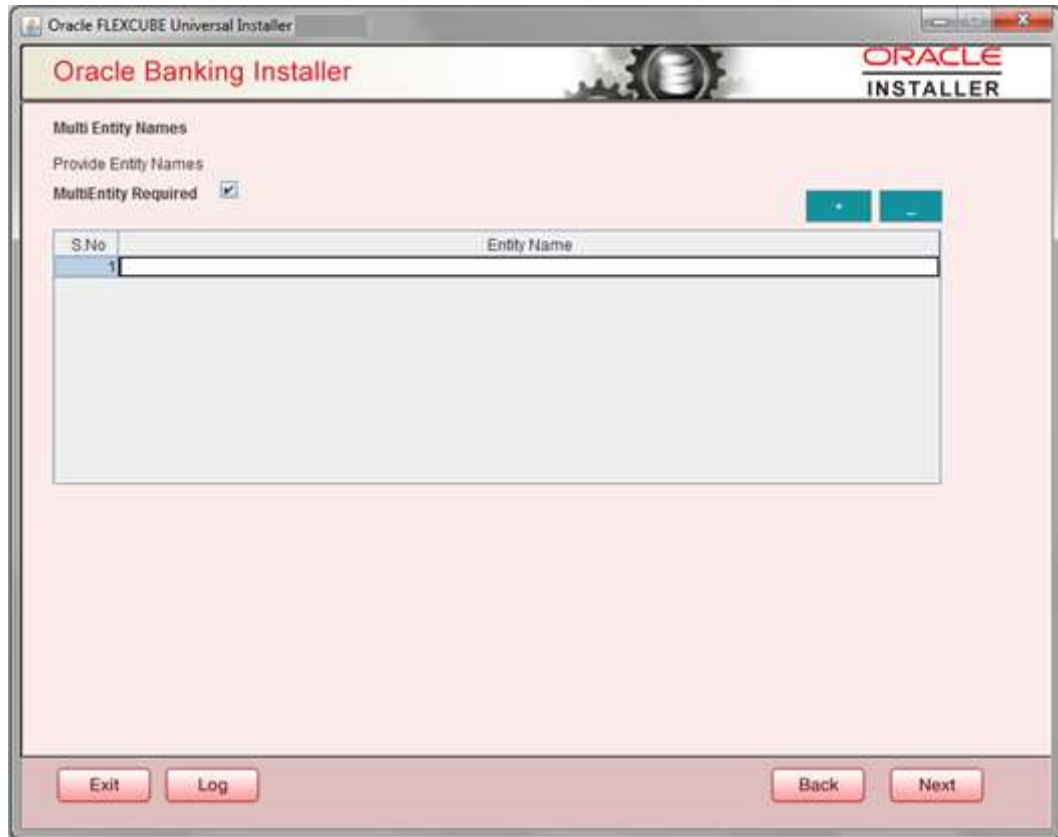 Oracle FLEXCUBE Universal Installer
Oracle Banking Installer
ORACLE
INSTALLER
Multi Entity Names
Provide Entity Names
MultiEntity Required
+ _
S.No Entity Name
1
Exit Log Back Next